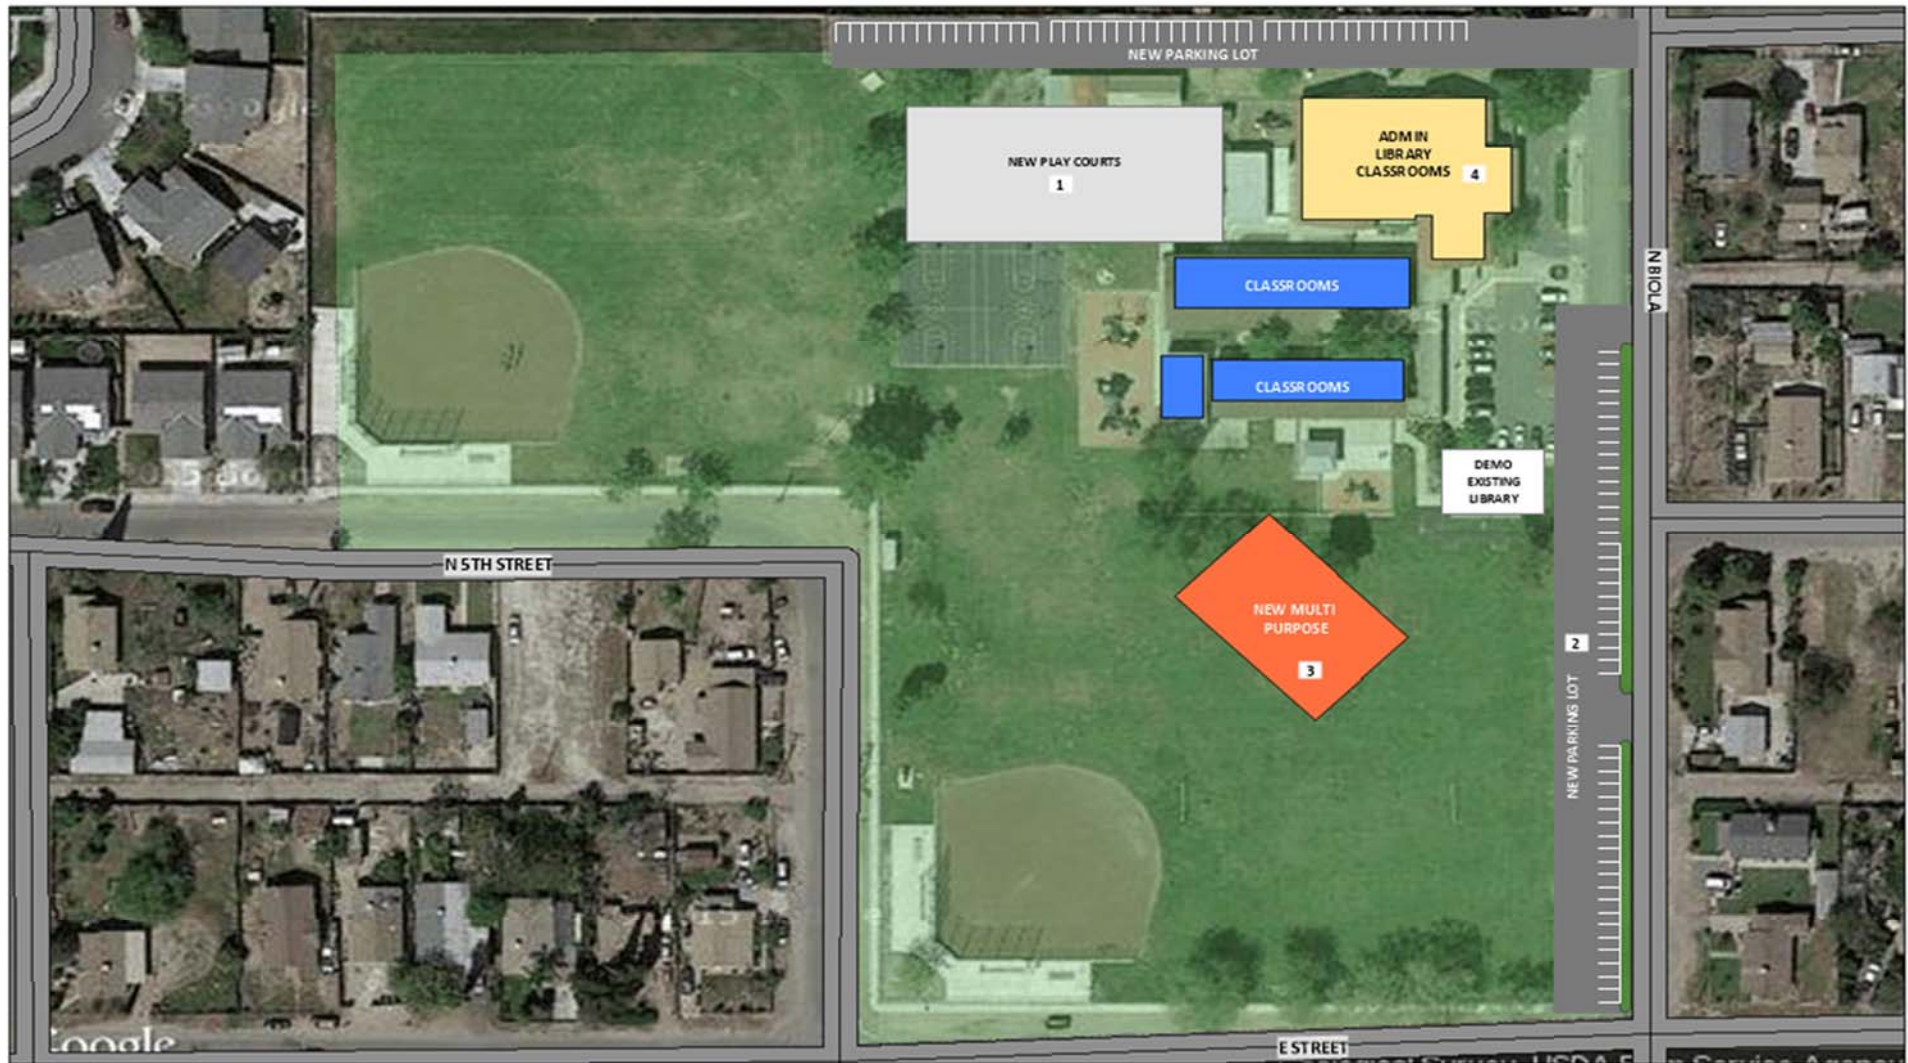 NEW PARKING LOT
NEW PLAY COURTS
1
ADMIN
LIBRARY
CLASSROOMS 4
CLASSROOMS
N BIOLA
CLASSROOMS
DEMO
EXISTING
LIBRARY
N 5TH STREET
NEW MULTI
PURPOSE
3
2
NEW PARKING LOT
E STREET
Google